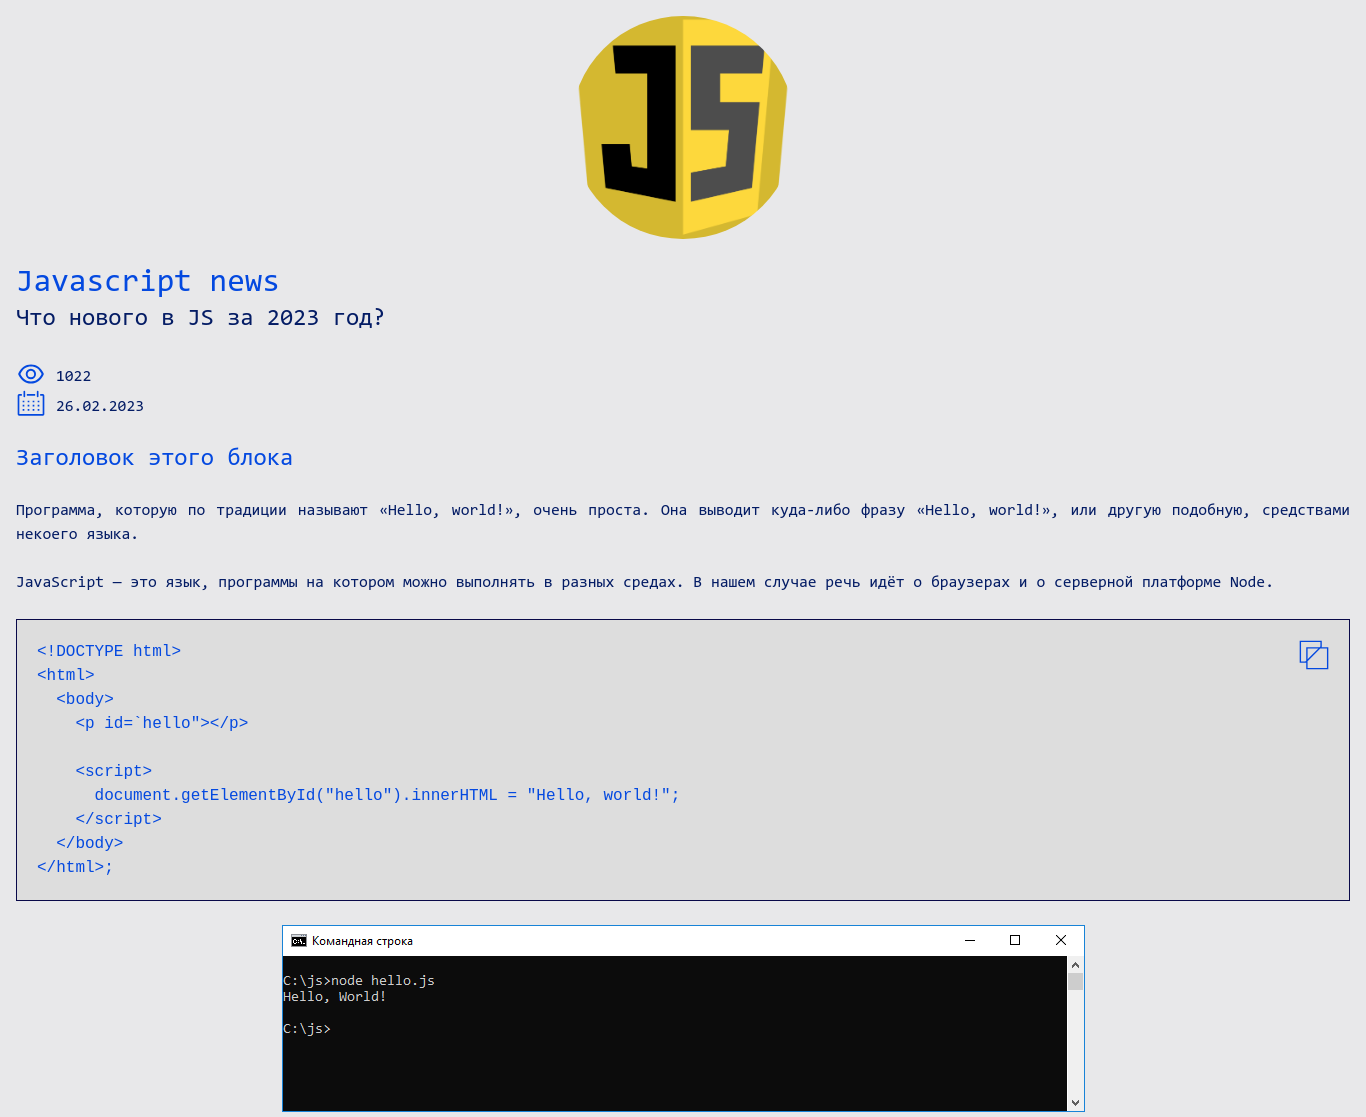 JS
Javascript news
Что нового в JS за 2023 год?
1022
26.02.2023
Заголовок этого блока
Программа, которую по традиции называют «Hello, world!», очень проста. Она выводит куда-либо фразу «Hello, world!», или другую подобную, средствами
некоего языка.
JavaScript — это язык, программы на котором можно выполнять в разных средах. В нашем случае речь идёт о браузерах и о серверной платформе Node.
<!DOCTYPE html>
<html>
  <body>
    <p id=`hello"></p>
    <script>
      document.getElementById("hello").innerHTML = "Hello, world!";
    </script>
  </body>
</html>;
C:\. Командная строка
C:\js>node hello.js
Hello, World!
C:\js>